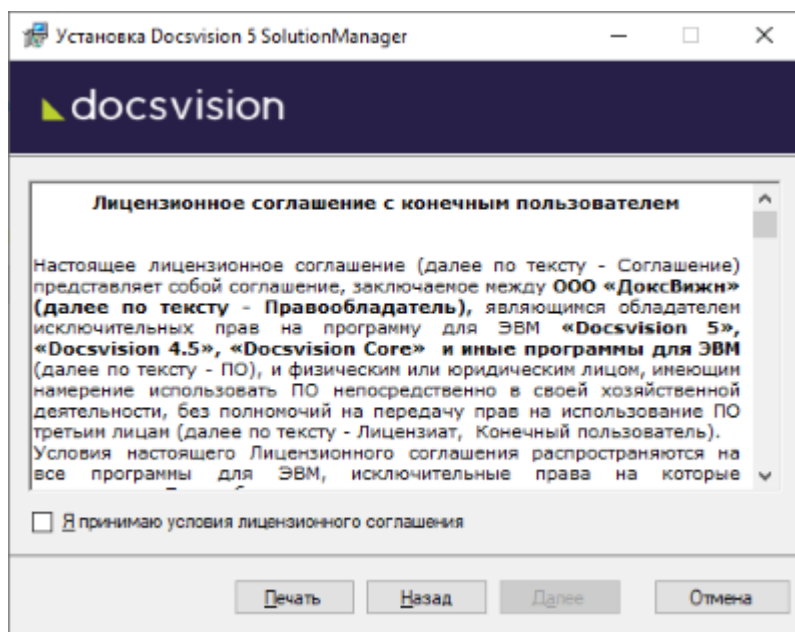 Установка Docsvision 5 SolutionManager
docsvision
Лицензионное соглашение с конечным пользователем
Настоящее лицензионное соглашение (далее по тексту - Соглашение)
представляет собой соглашение, заключаемое между ООО «ДоксВижн»
(далее по тексту - Правообладатель), являющимся обладателем
исключительных прав на программу для ЭВМ «Docsvision 5»,
«Docsvision 4.5», «Docsvision Core» и иные программы для ЭВМ
(далее по тексту - ПО), и физическим или юридическим лицом, имеющим
намерение использовать ПО непосредственно в своей хозяйственной
деятельности, без полномочий на передачу прав на использование ПО
третьим лицам (далее по тексту - Лицензиат, Конечный пользователь).
Условия настоящего Лицензионного соглашения распространяются на
все программы для ЭВМ, исключительные права на которые
Я принимаю условия лицензионного соглашения
Печать Назад Далее Отмена